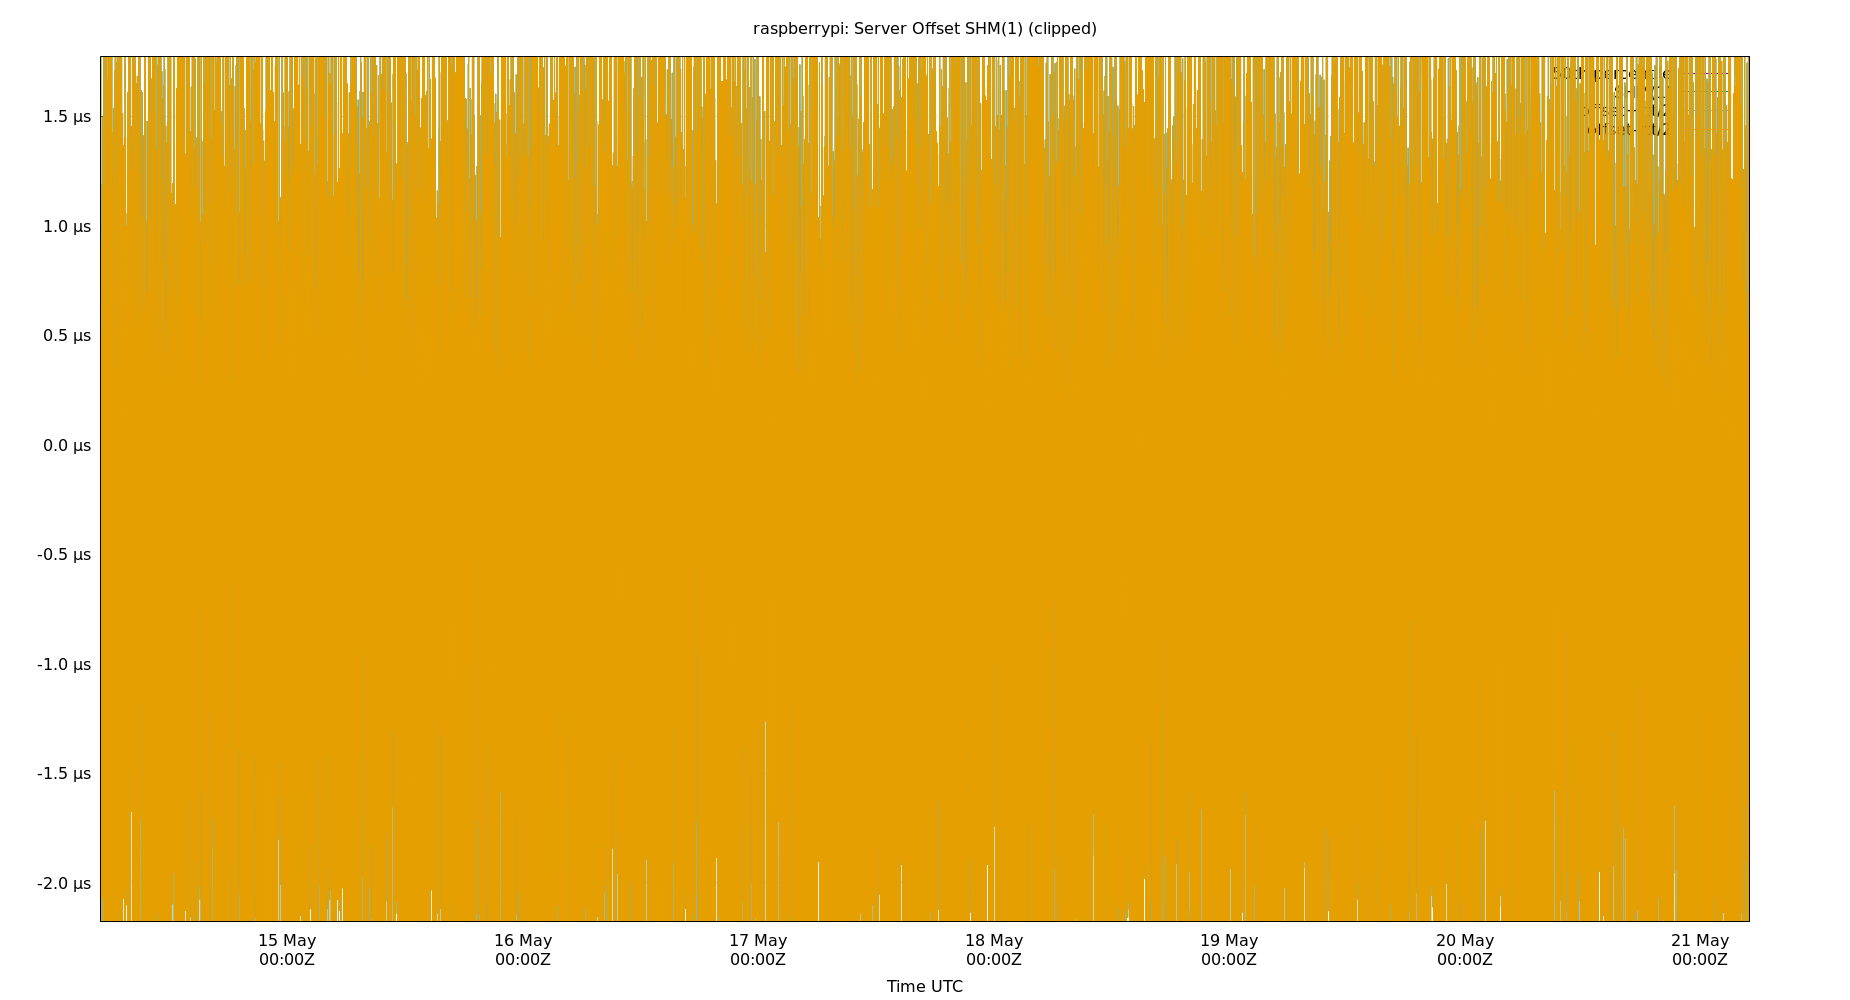 raspberrypi: Server Offset SHM(1) (clipped)
1.5 µs
1.0 µs
0.5 µs
0.0 µs
-0.5 µs
-1.0 µs
-1.5 µs
-2.0 µs
15 May
00:00Z
16 May
00:00Z
17 May
00:00Z
18 May
00:00Z
19 May
00:00Z
20 May
00:00Z
21 May
00:00Z
Time UTC